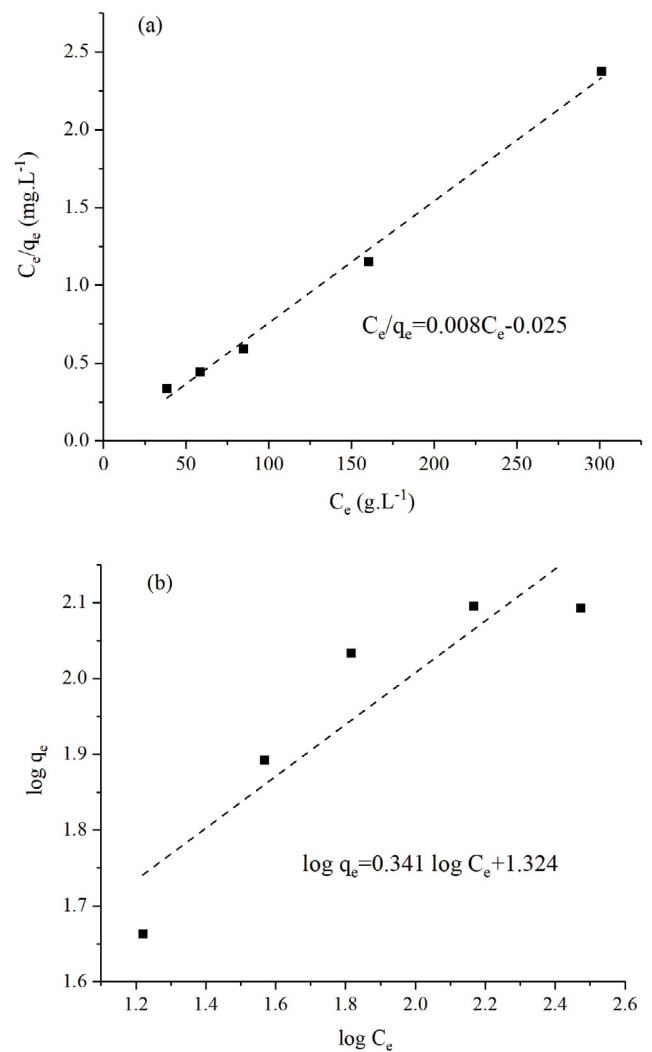 (a)
2.5
2.0
1.5
1.0
0.5
0.0
Cₑ/qₑ (mg.L⁻¹)
Cₑ/qₑ=0.008Cₑ-0.025
0 50 100 150 200 250 300
Cₑ (g.L⁻¹)
(b)
2.1
2.0
1.9
1.8
1.7
1.6
log qₑ
log qₑ=0.341 log Cₑ+1.324
1.2 1.4 1.6 1.8 2.0 2.2 2.4 2.6
log Cₑ